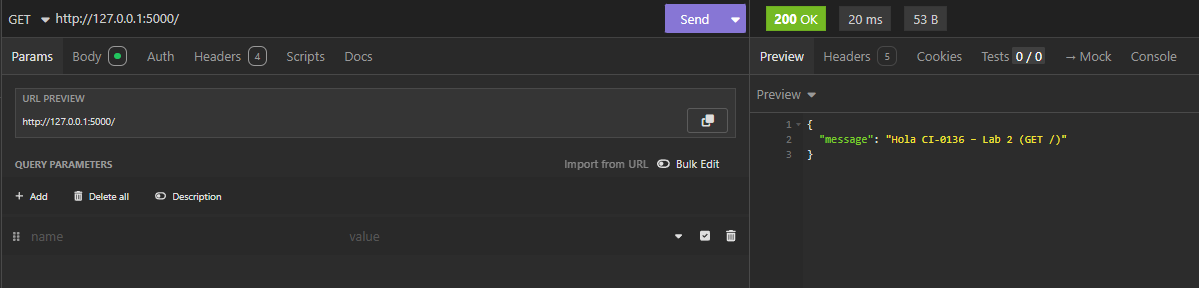 GET http://127.0.0.1:5000/ Send 200 OK 20 ms 53 B
Params Body Auth Headers 4 Scripts Docs
URL PREVIEW
http://127.0.0.1:5000/
QUERY PARAMETERS Import from URL Bulk Edit
+ Add Delete all Description
name value
Preview Headers 5 Cookies Tests 0 / 0 → Mock Console
Preview
1 {
2 "message": "Hola CI-0136 - Lab 2 (GET /)"
3 }